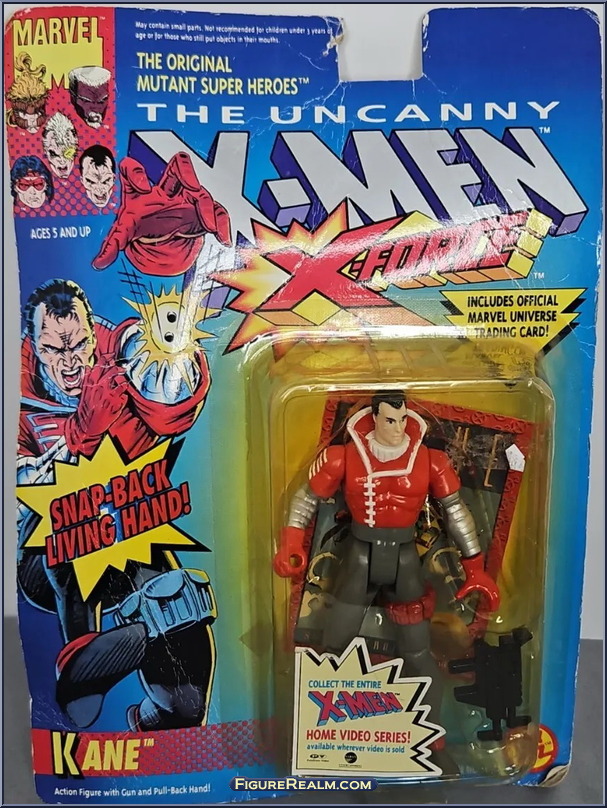 MARVEL
May contain small parts. Not recommended for children under 3 years of
age or for those who still put objects in their mouths.
THE ORIGINAL
MUTANT SUPER HEROES™
THE UNCANNY
X-MEN™
AGES 5 AND UP
X-FORCE!™
INCLUDES OFFICIAL
MARVEL UNIVERSE
TRADING CARD!
SNAP-BACK
LIVING HAND!
COLLECT THE ENTIRE
X-MEN™
HOME VIDEO SERIES!
available wherever video is sold
KANE™
Action Figure with Gun and Pull-Back Hand!
FIGUREREALM.COM